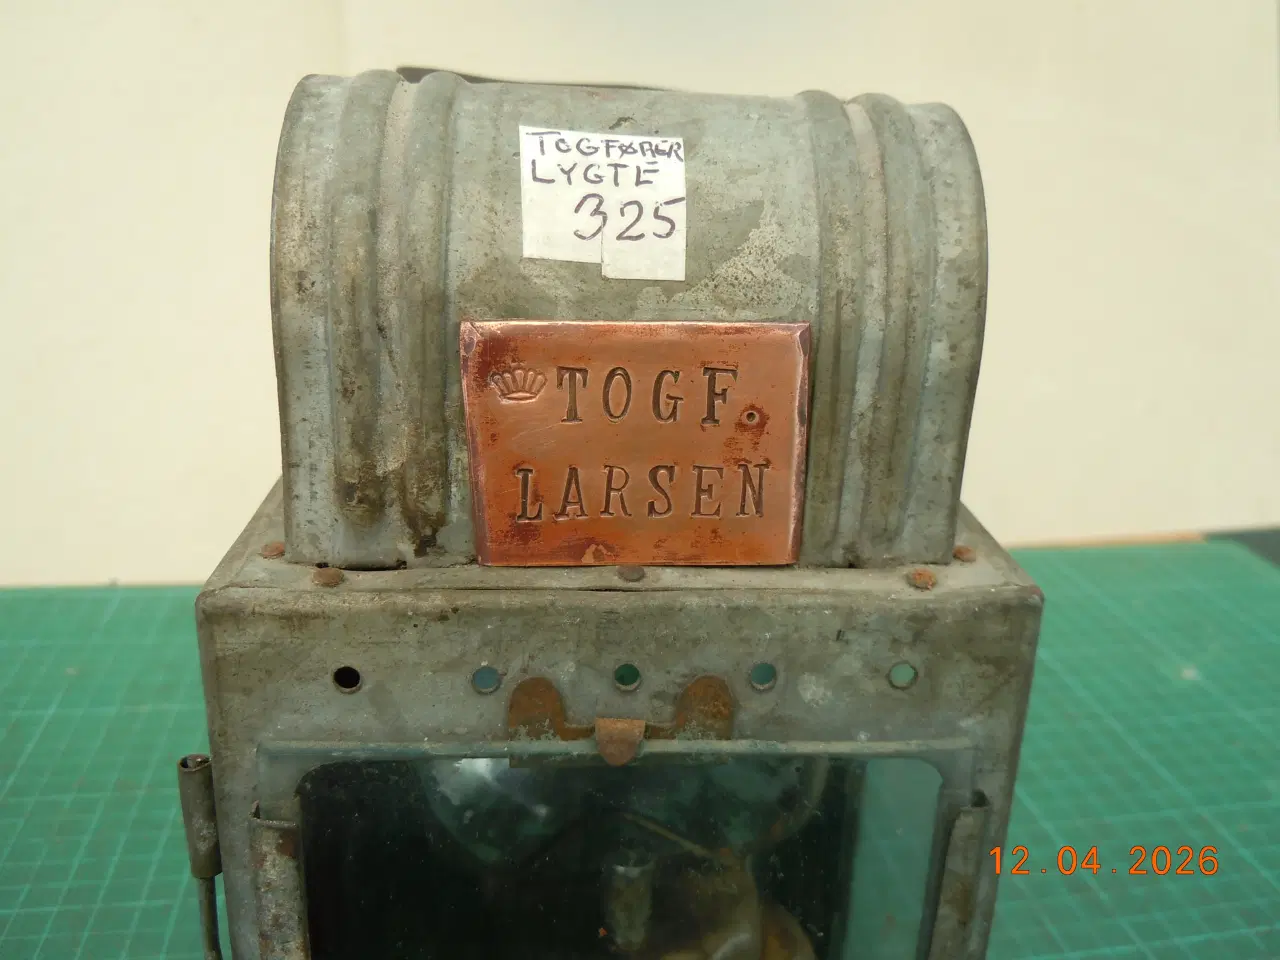 TOGFØRER
LYGTE
325
TOGF.
LARSEN
12.04.2026